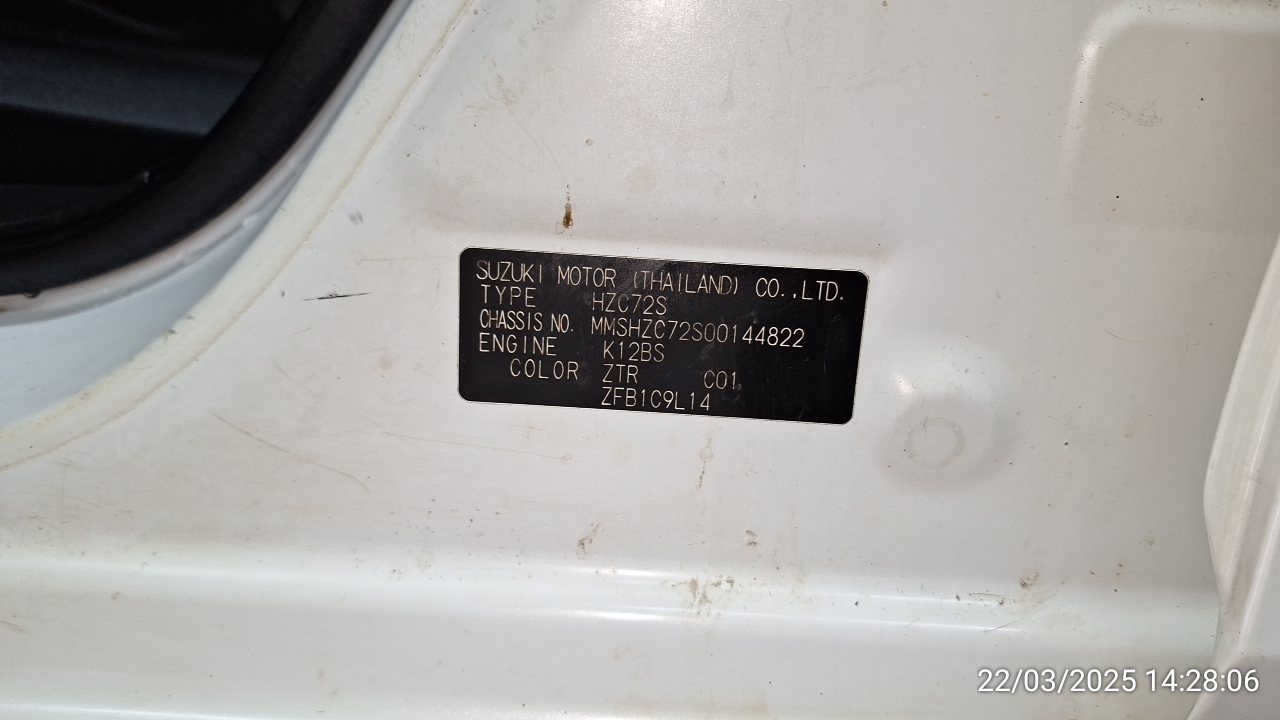 SUZUKI MOTOR (THAILAND) CO.,LTD.
TYPE HZC72S
CHASSIS NO. MMSHZC72S00144822
ENGINE K12BS
COLOR ZTR C01
ZFB1C9L14
22/03/2025 14:28:06